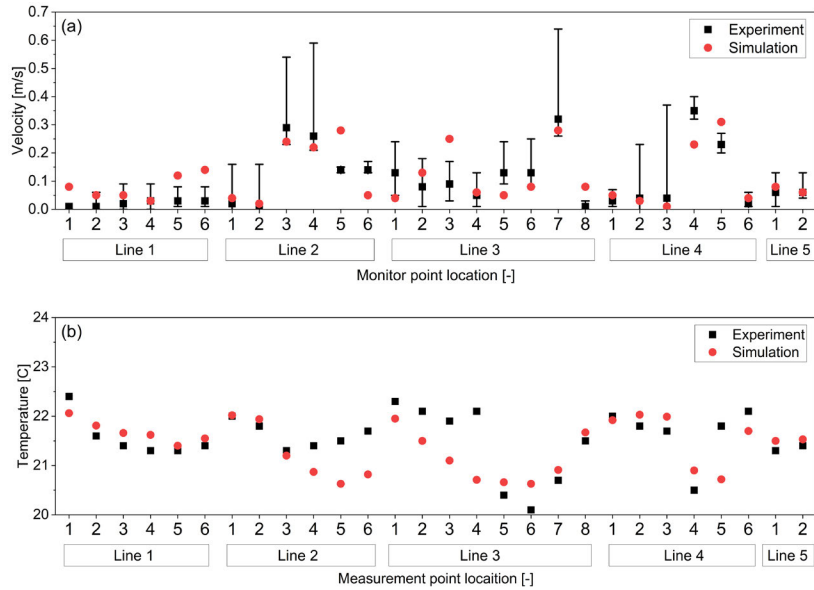 (a)
Experiment
Simulation
Velocity [m/s]
0.7
0.6
0.5
0.4
0.3
0.2
0.1
0.0
1 2 3 4 5 6 1 2 3 4 5 6 1 2 3 4 5 6 7 8 1 2 3 4 5 6 1 2
Line 1 Line 2 Line 3 Line 4 Line 5
Monitor point location [-]
(b)
Experiment
Simulation
Temperature [C]
24
23
22
21
20
1 2 3 4 5 6 1 2 3 4 5 6 1 2 3 4 5 6 7 8 1 2 3 4 5 6 1 2
Line 1 Line 2 Line 3 Line 4 Line 5
Measurement point locaition [-]